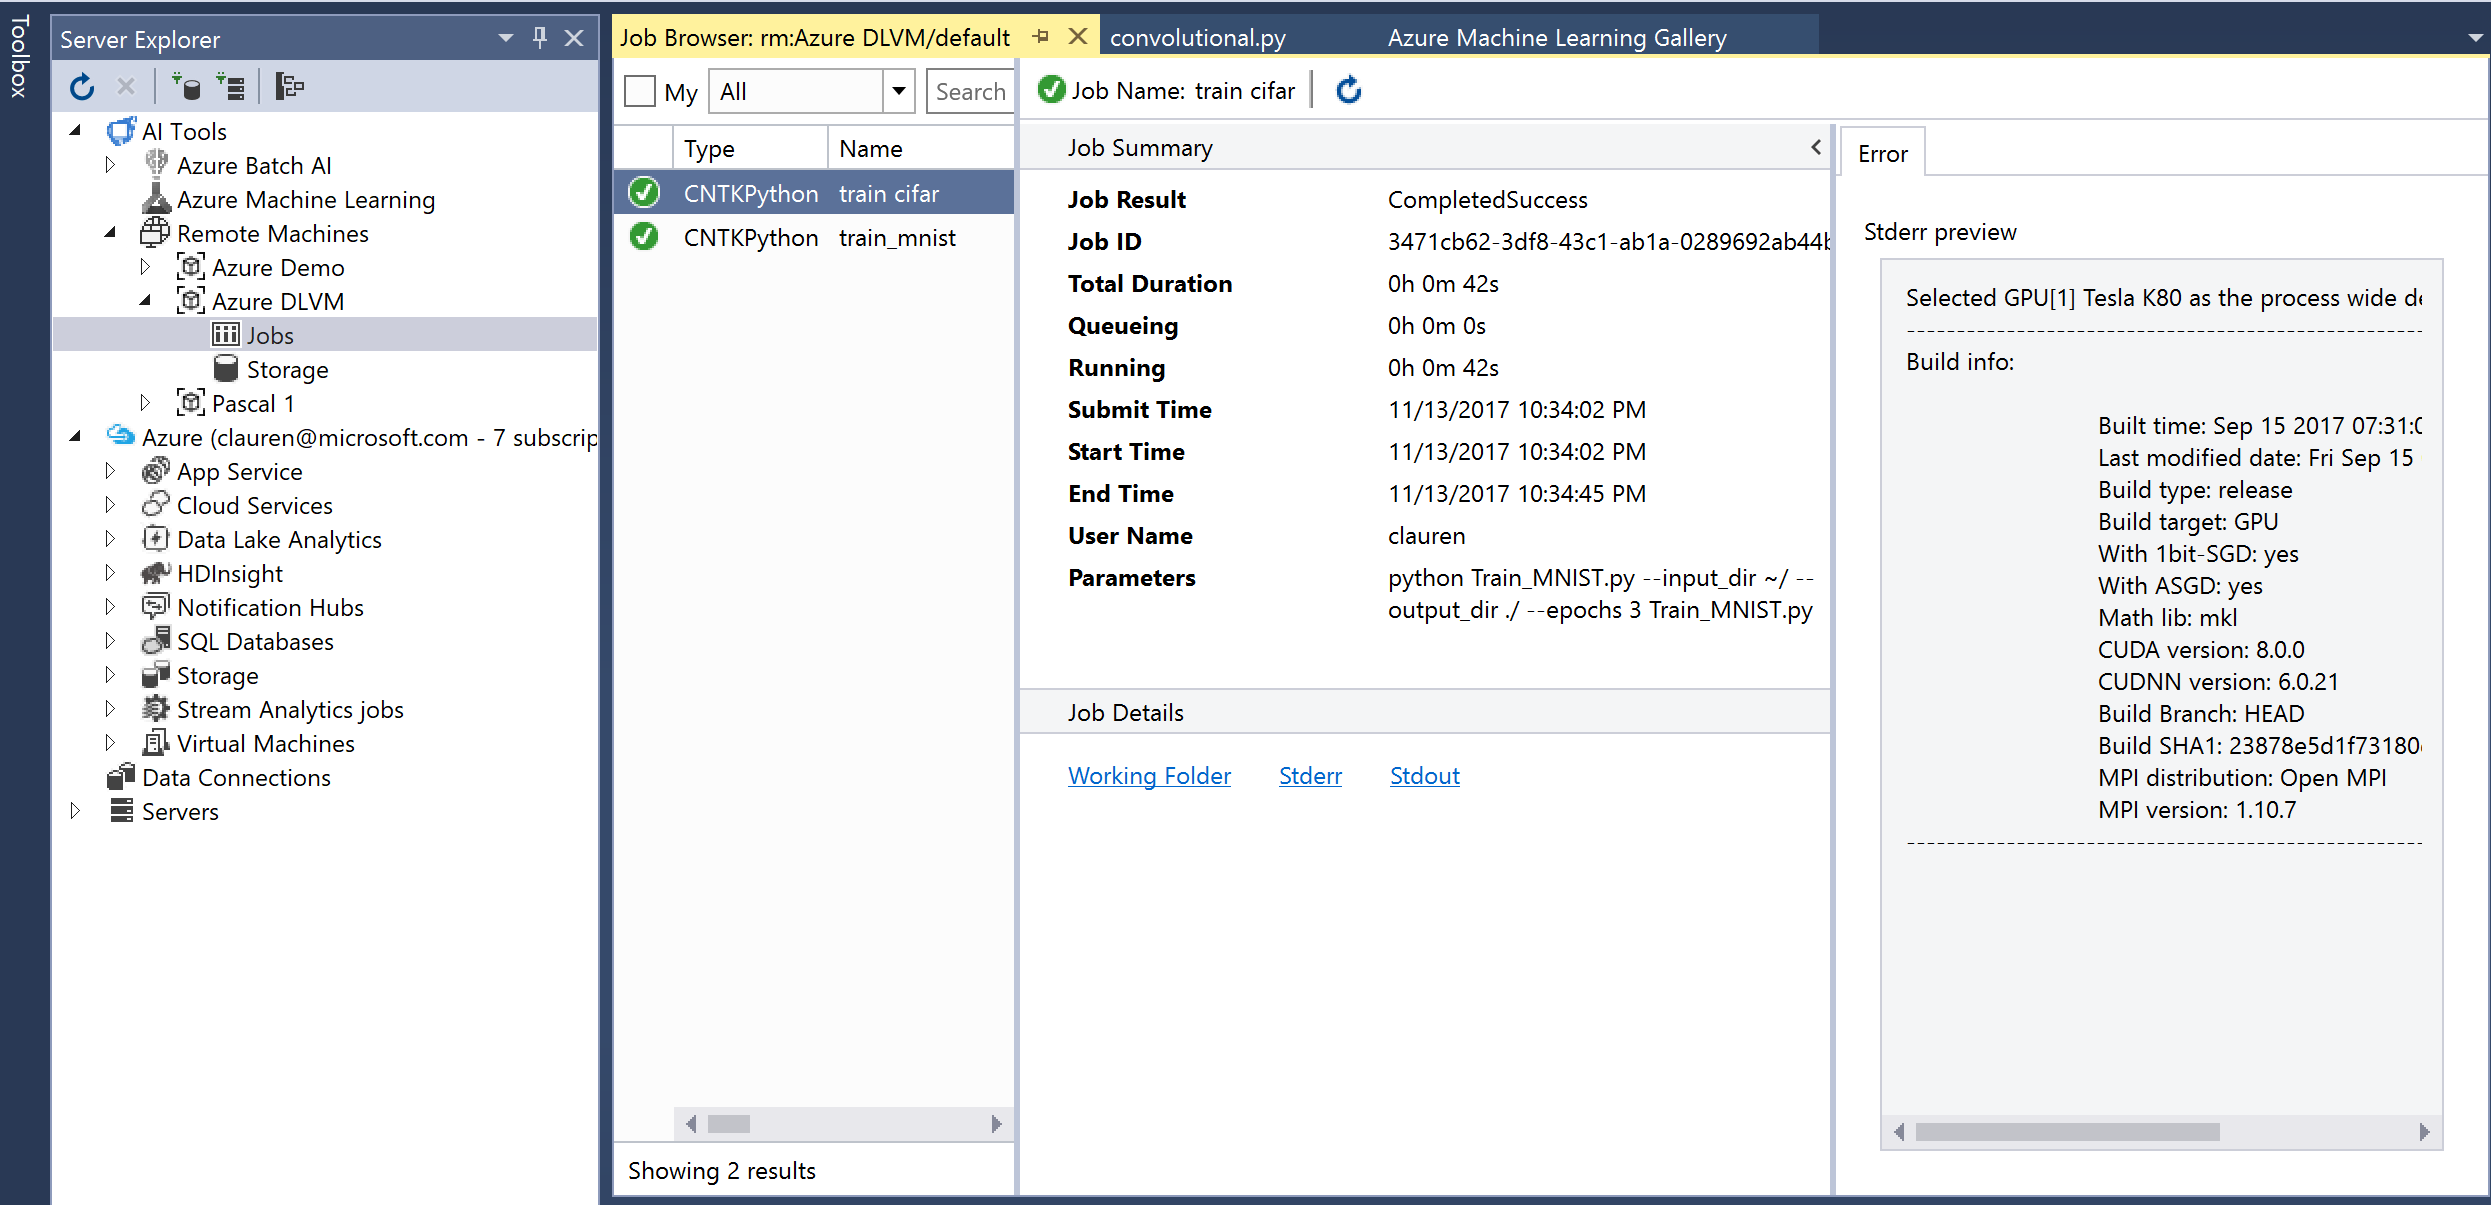 Toolbox
Server Explorer
AI Tools
Azure Batch AI
Azure Machine Learning
Remote Machines
Azure Demo
Azure DLVM
Jobs
Storage
Pascal 1
Azure (clauren@microsoft.com - 7 subscrip
App Service
Cloud Services
Data Lake Analytics
HDInsight
Notification Hubs
SQL Databases
Storage
Stream Analytics jobs
Virtual Machines
Data Connections
Servers
Job Browser: rm:Azure DLVM/default
convolutional.py
Azure Machine Learning Gallery
My
All
Search
Type Name
CNTKPython train cifar
CNTKPython train_mnist
Showing 2 results
Job Name: train cifar
Job Summary
Job Result CompletedSuccess
Job ID 3471cb62-3df8-43c1-ab1a-0289692ab44b
Total Duration 0h 0m 42s
Queueing 0h 0m 0s
Running 0h 0m 42s
Submit Time 11/13/2017 10:34:02 PM
Start Time 11/13/2017 10:34:02 PM
End Time 11/13/2017 10:34:45 PM
User Name clauren
Parameters python Train_MNIST.py --input_dir ~/ --
output_dir ./ --epochs 3 Train_MNIST.py
Job Details
Working Folder Stderr Stdout
Error
Stderr preview
Selected GPU[1] Tesla K80 as the process wide de
Build info:
Built time: Sep 15 2017 07:31:0
Last modified date: Fri Sep 15
Build type: release
Build target: GPU
With 1bit-SGD: yes
With ASGD: yes
Math lib: mkl
CUDA version: 8.0.0
CUDNN version: 6.0.21
Build Branch: HEAD
Build SHA1: 23878e5d1f73180
MPI distribution: Open MPI
MPI version: 1.10.7